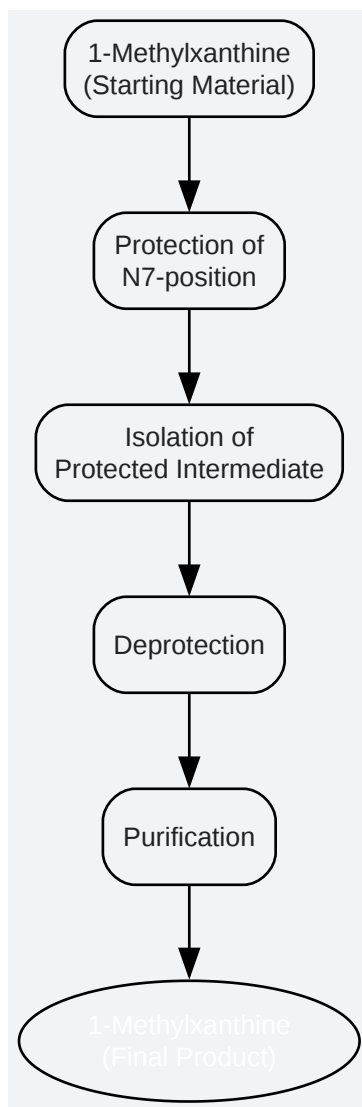 1-Methylxanthine
(Starting Material)
Protection of
N7-position
Isolation of
Protected Intermediate
Deprotection
Purification
1-Methylxanthine
(Final Product)